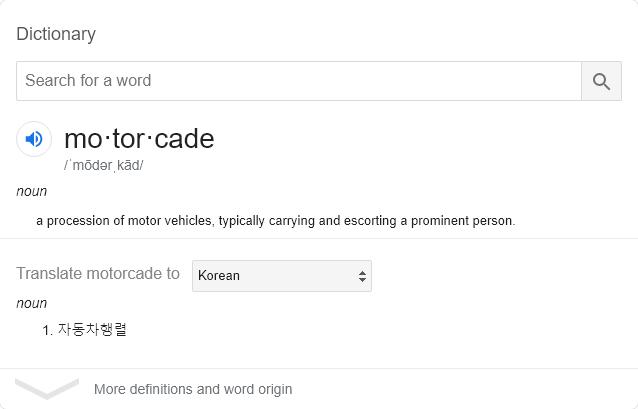 Dictionary
Search for a word
mo·tor·cade
/ˈmōdərˌkād/
noun
a procession of motor vehicles, typically carrying and escorting a prominent person.
Translate motorcade to Korean
noun
1. 자동차행렬
More definitions and word origin